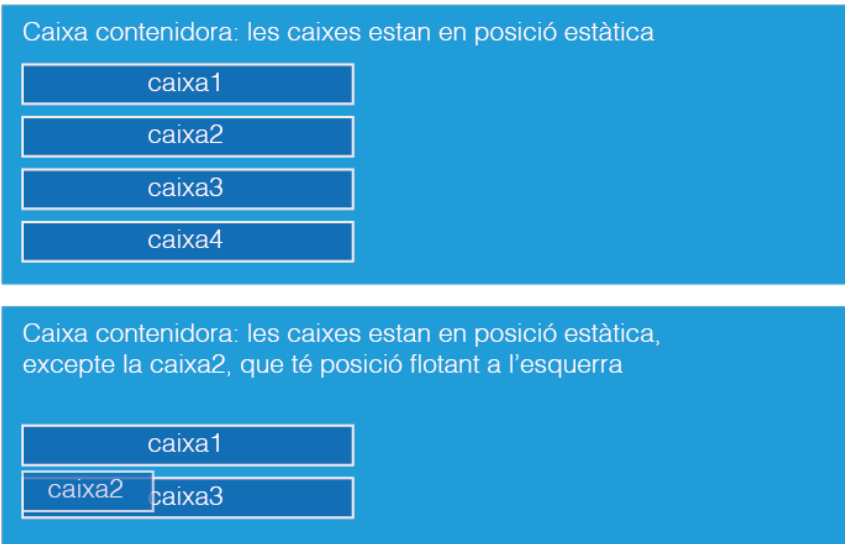 Caixa contenidora: les caixes estan en posició estàtica
caixa1
caixa2
caixa3
caixa4
Caixa contenidora: les caixes estan en posició estàtica,
excepte la caixa2, que té posició flotant a l’esquerra
caixa1
caixa2
caixa3